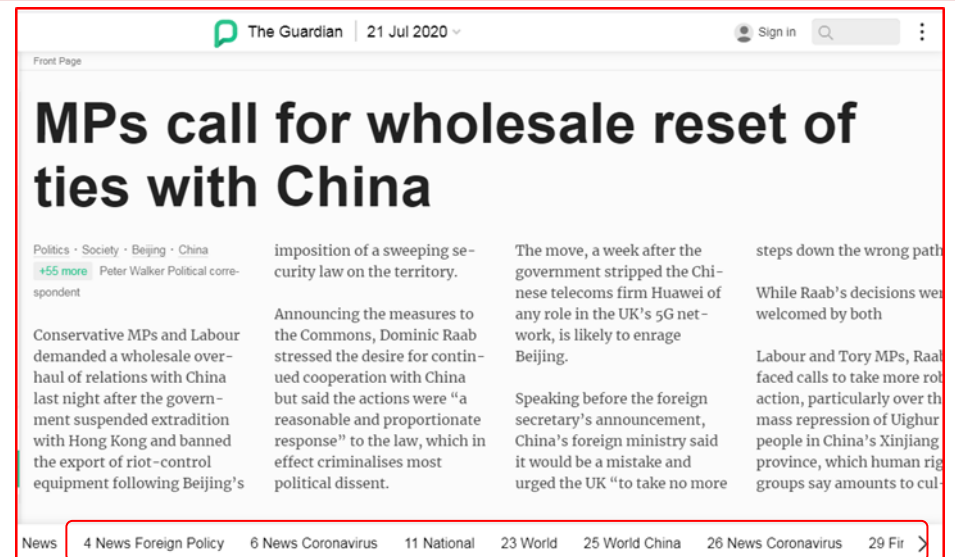 The Guardian 21 Jul 2020
Sign in
Front Page
MPs call for wholesale reset of
ties with China
Politics · Society · Beijing · China
+55 more Peter Walker Political corre-
spondent
Conservative MPs and Labour
demanded a wholesale over-
haul of relations with China
last night after the govern-
ment suspended extradition
with Hong Kong and banned
the export of riot-control
equipment following Beijing’s
imposition of a sweeping se-
curity law on the territory.
Announcing the measures to
the Commons, Dominic Raab
stressed the desire for contin-
ued cooperation with China
but said the actions were “a
reasonable and proportionate
response” to the law, which in
effect criminalises most
political dissent.
The move, a week after the
government stripped the Chi-
nese telecoms firm Huawei of
any role in the UK’s 5G net-
work, is likely to enrage
Beijing.
Speaking before the foreign
secretary’s announcement,
China’s foreign ministry said
it would be a mistake and
urged the UK “to take no more
steps down the wrong path
While Raab’s decisions wer
welcomed by both
Labour and Tory MPs, Raab
faced calls to take more rob
action, particularly over th
mass repression of Uighur
people in China’s Xinjiang
province, which human rig
groups say amounts to cul-
News 4 News Foreign Policy 6 News Coronavirus 11 National 23 World 25 World China 26 News Coronavirus 29 Fir